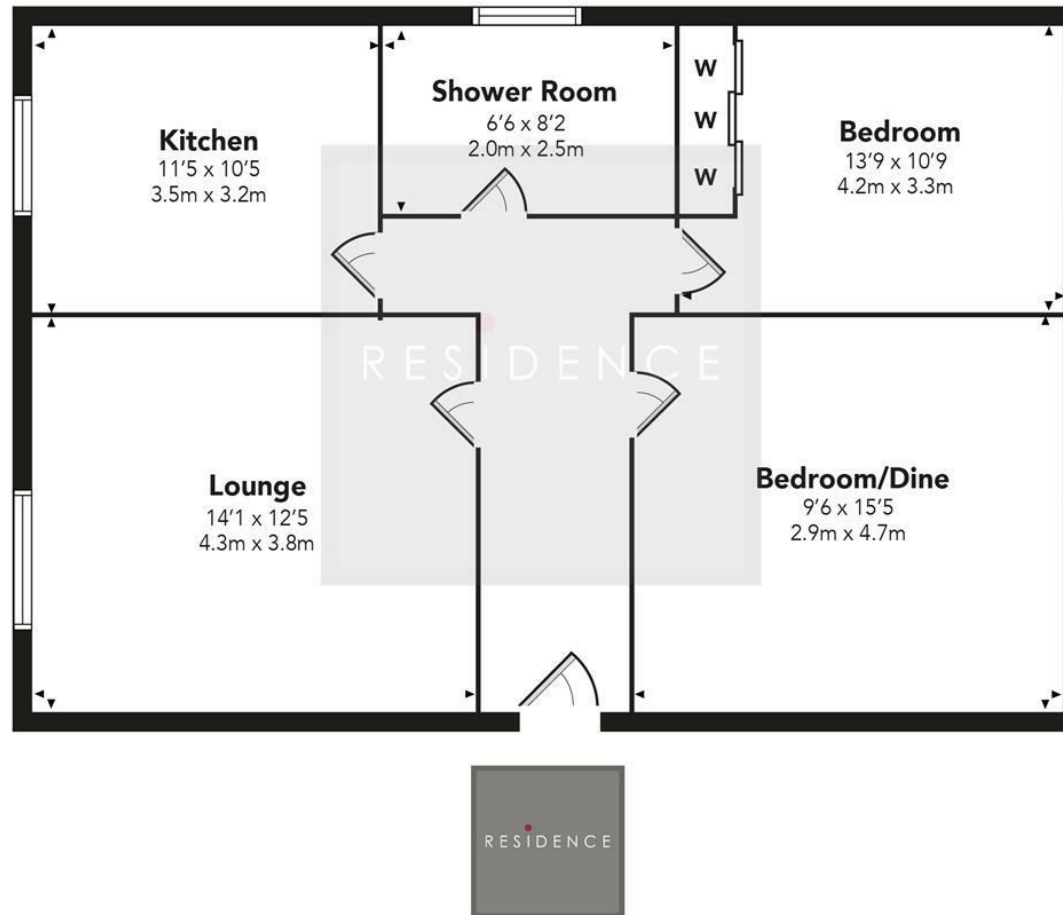 Kitchen
11'5 x 10'5
3.5m x 3.2m
Shower Room
6'6 x 8'2
2.0m x 2.5m
W
W
W
Bedroom
13'9 x 10'9
4.2m x 3.3m
RESIDENCE
Lounge
14'1 x 12'5
4.3m x 3.8m
Bedroom/Dine
9'6 x 15'5
2.9m x 4.7m
RESIDENCE